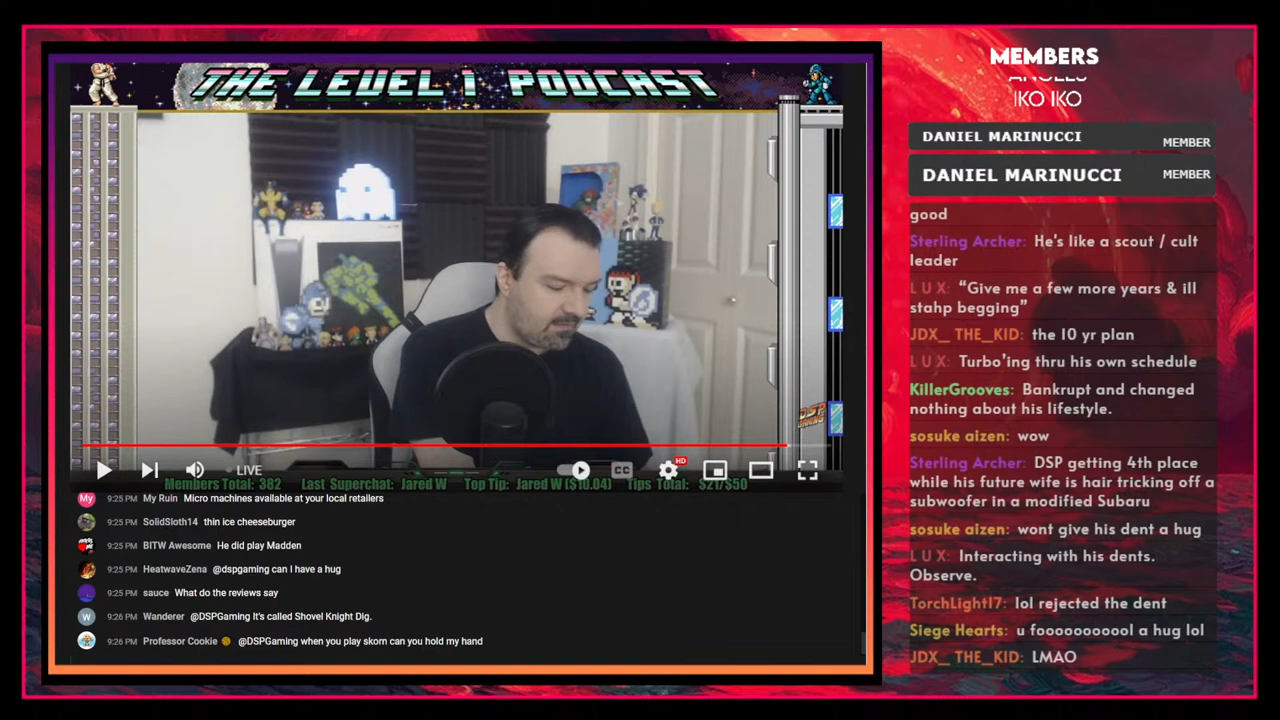 THE LEVEL 1 PODCAST
DSP
GAMING
LIVE
CC
HD
Members Total: 382 Last Superchat: Jared W Top Tip: Jared W ($10.04) Tips Total: $217/$50
My 9:25 PM My Ruin Micro machines available at your local retailers
9:25 PM SolidSloth14 thin ice cheeseburger
9:25 PM BITW Awesome He did play Madden
9:25 PM HeatwaveZena @dspgaming can I have a hug
9:25 PM sauce What do the reviews say
W 9:26 PM Wanderer @DSPGaming It's called Shovel Knight Dig.
9:26 PM Professor Cookie @DSPGaming when you play skorn can you hold my hand
MEMBERS
IKO IKO
DANIEL MARINUCCI MEMBER
DANIEL MARINUCCI MEMBER
good
Sterling Archer: He's like a scout / cult
leader
L U X: “Give me a few more years & ill
stahp begging”
JDX_ THE_KID: the 10 yr plan
L U X: Turbo’ing thru his own schedule
KillerGrooves: Bankrupt and changed
nothing about his lifestyle.
sosuke aizen: wow
Sterling Archer: DSP getting 4th place
while his future wife is hair tricking off a
subwoofer in a modified Subaru
sosuke aizen: wont give his dent a hug
L U X: Interacting with his dents.
Observe.
TorchLight17: lol rejected the dent
Siege Hearts: u fooooooooool a hug lol
JDX_ THE_KID: LMAO